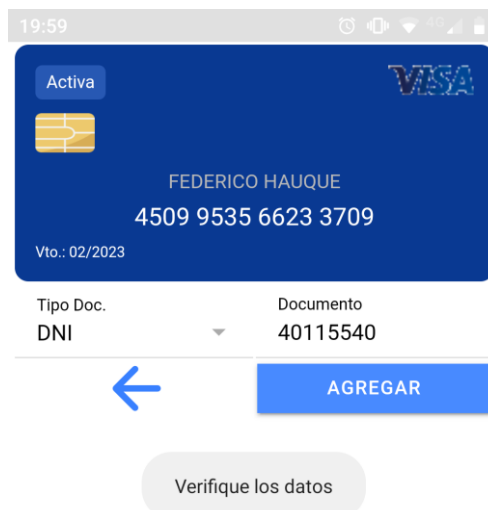 19:59
4G
Activa
VISA
FEDERICO HAUQUE
4509 9535 6623 3709
Vto.: 02/2023
Tipo Doc.
Documento
DNI
40115540
AGREGAR
Verifique los datos